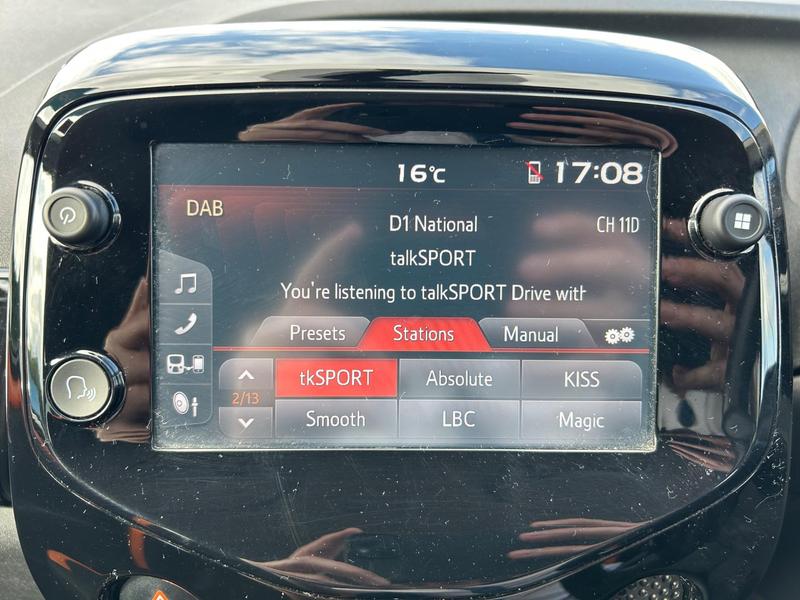 16°C 17:08
DAB
D1 National CH 11D
talkSPORT
You're listening to talkSPORT Drive with
Presets Stations Manual
tkSPORT Absolute KISS
2/13
Smooth LBC Magic